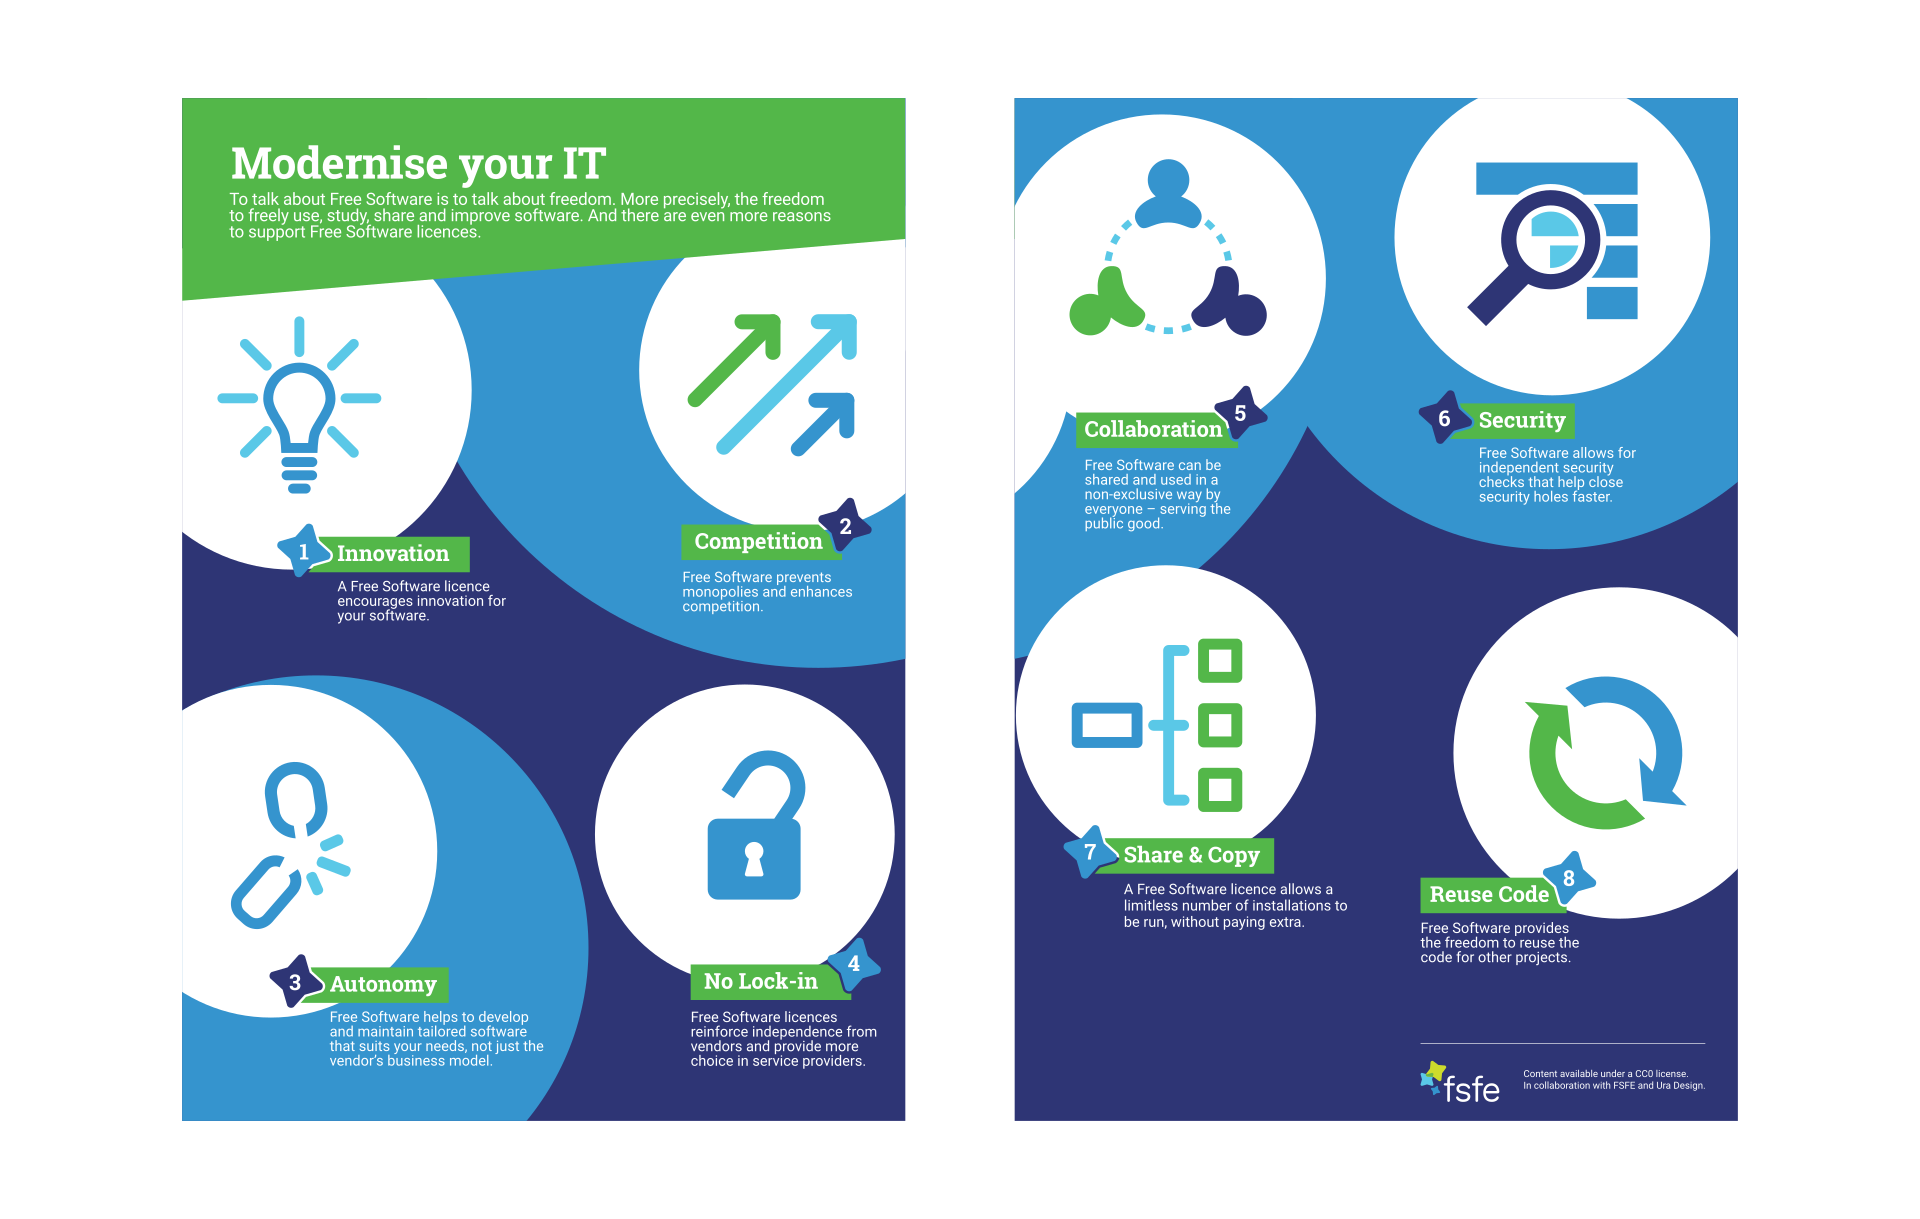 Modernise your IT
To talk about Free Software is to talk about freedom. More precisely, the freedom
to freely use, study, share and improve software. And there are even more reasons
to support Free Software licences.
1
Innovation
A Free Software licence
encourages innovation for
your software.
Competition
2
Free Software prevents
monopolies and enhances
competition.
3
Autonomy
Free Software helps to develop
and maintain tailored software
that suits your needs, not just the
vendor's business model.
No Lock-in
4
Free Software licences
reinforce independence from
vendors and provide more
choice in service providers.
Collaboration
5
Free Software can be
shared and used in a
non-exclusive way by
everyone – serving the
public good.
6
Security
Free Software allows for
independent security
checks that help close
security holes faster.
7
Share & Copy
A Free Software licence allows a
limitless number of installations to
be run, without paying extra.
Reuse Code
8
Free Software provides
the freedom to reuse the
code for other projects.
fsfe
Content available under a CC0 license.
In collaboration with FSFE and Ura Design.